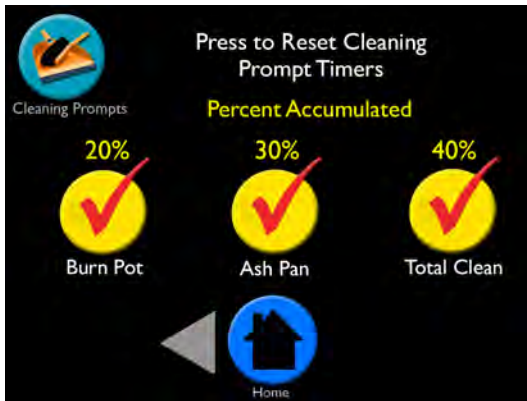 Press to Reset Cleaning
Prompt Timers
Cleaning Prompts
Percent Accumulated
20% 30% 40%
Burn Pot Ash Pan Total Clean
Home